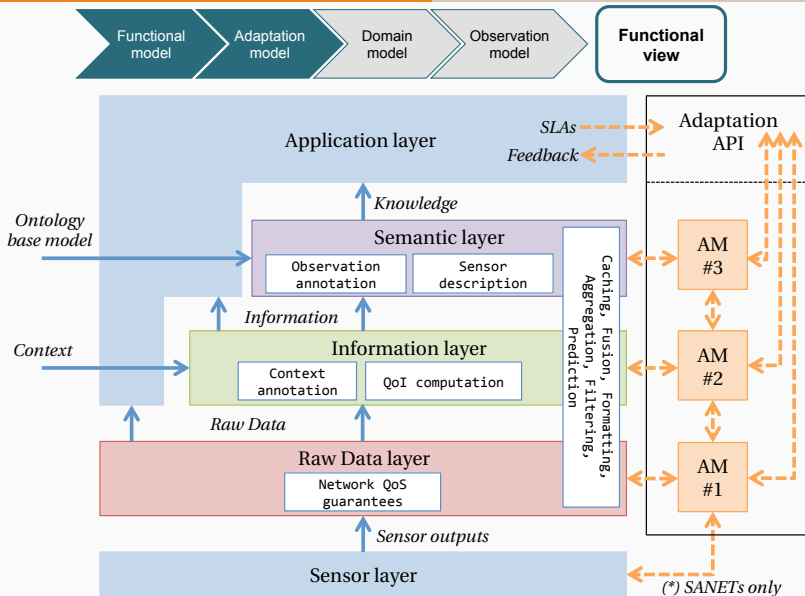 Functional
model
Adaptation
model
Domain
model
Observation
model
Functional
view
Application layer
SLAs
Feedback
Adaptation
API
Knowledge
Ontology
base model
Semantic layer
Observation
annotation
Sensor
description
AM
#3
Information
Context
Information layer
Context
annotation
QoI computation
Caching, Fusion, Formatting,
Aggregation, Filtering,
Prediction
AM
#2
Raw Data
Raw Data layer
Network QoS
guarantees
AM
#1
Sensor outputs
Sensor layer
(*) SANETs only